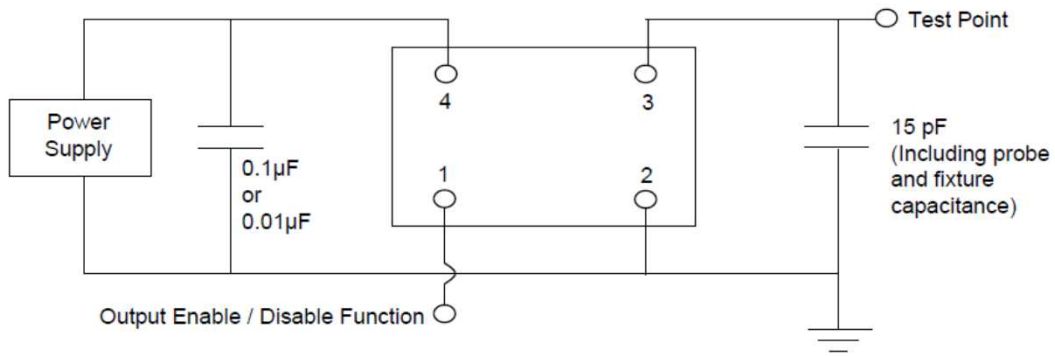 Test Point
4
3
Power
Supply
0.1µF
or
0.01µF
1
2
15 pF
(Including probe
and fixture
capacitance)
Output Enable / Disable Function